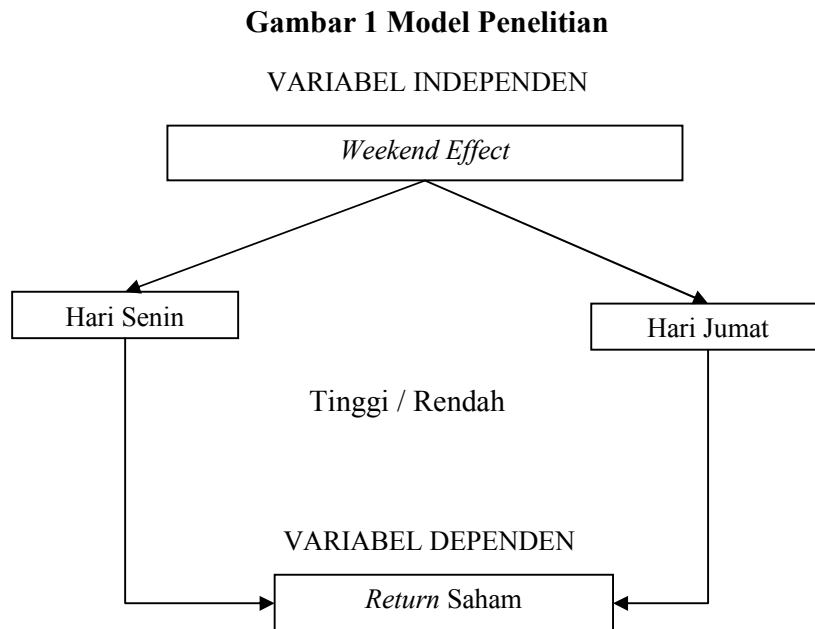 Gambar 1 Model Penelitian
VARIABEL INDEPENDEN
Weekend Effect
Hari Senin
Hari Jumat
Tinggi / Rendah
VARIABEL DEPENDEN
Return Saham